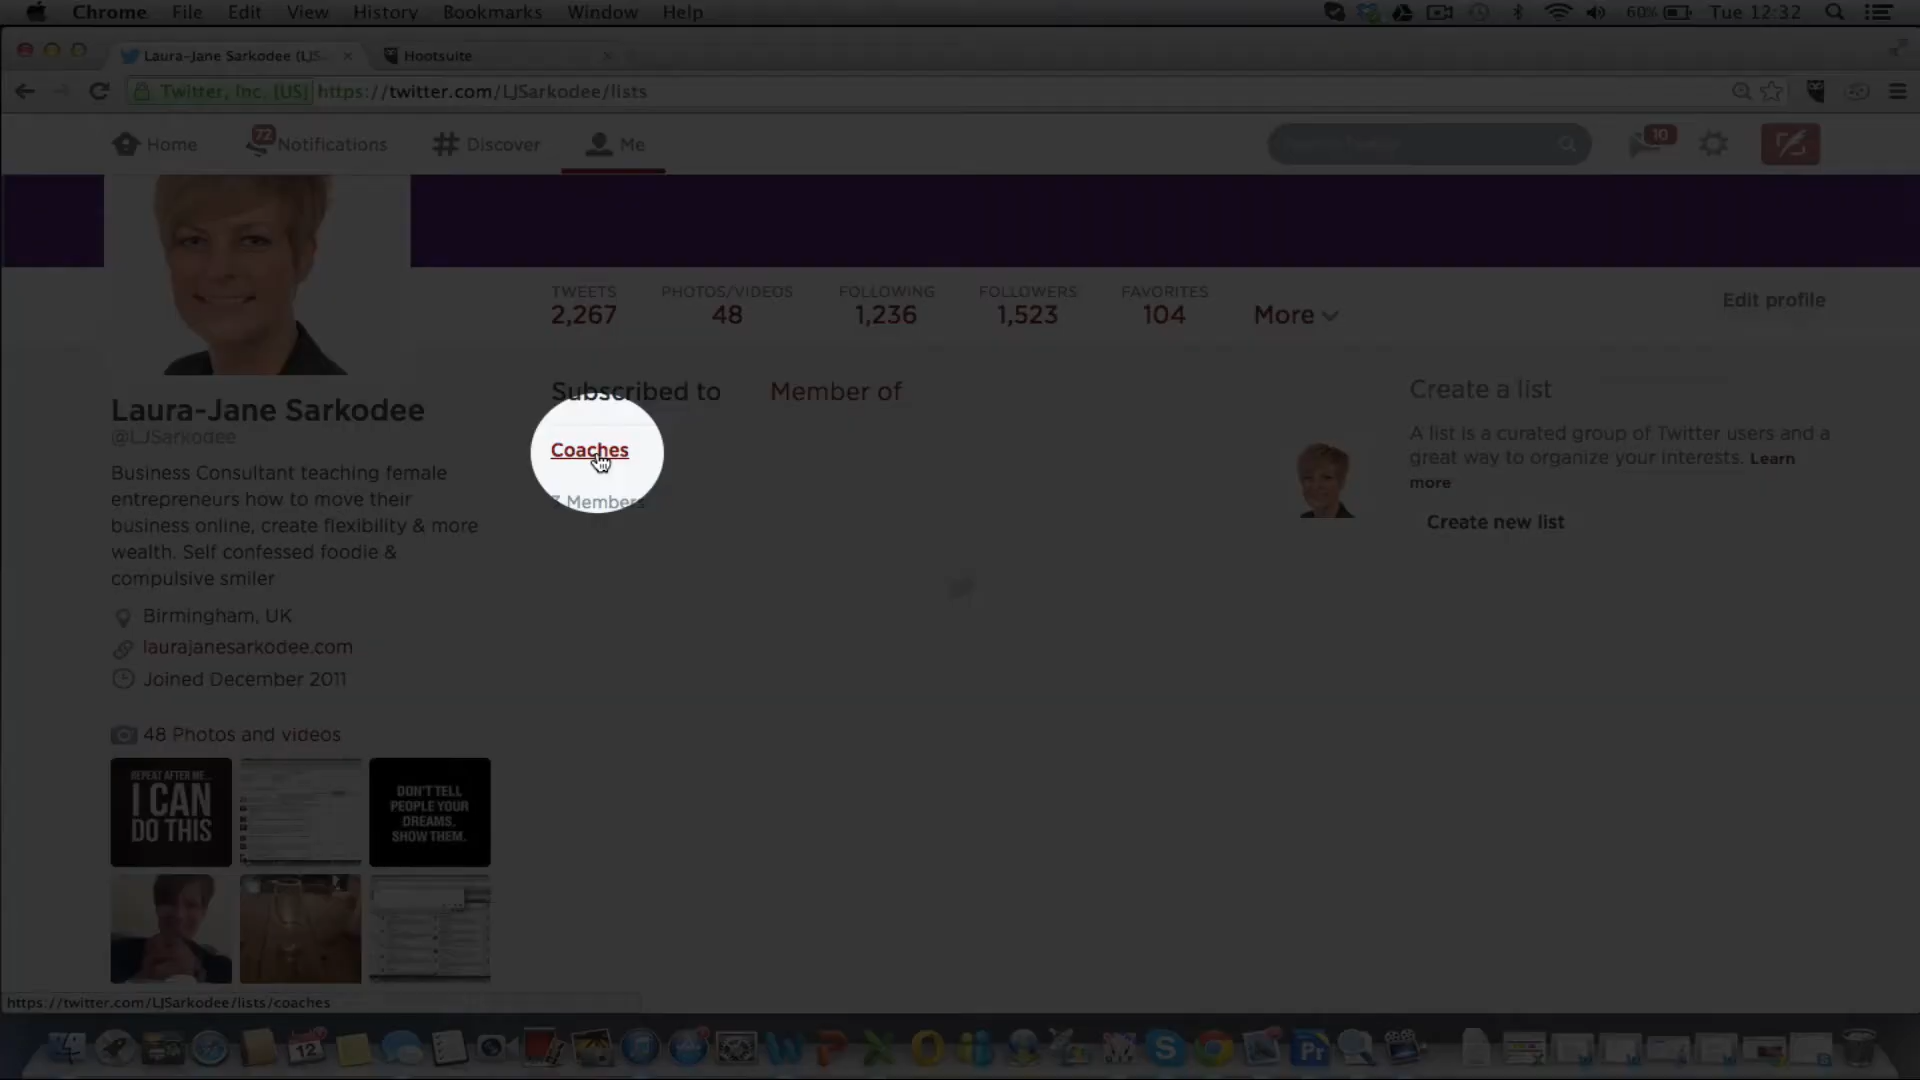 Chrome File Edit View History Bookmarks Window Help 60% Tue 12:32
Laura-Jane Sarkodee (LJS Hootsuite
Twitter, Inc. [US] https://twitter.com/LJSarkodee/lists
Home 72 Notifications Discover Me 10
TWEETS PHOTOS/VIDEOS FOLLOWING FOLLOWERS FAVORITES
2,267 48 1,236 1,523 104 More
Edit profile
Subscribed to Member of
Coaches
Members
Create a list
A list is a curated group of Twitter users and a
great way to organize your interests. Learn
more
Create new list
Laura-Jane Sarkodee
@LJSarkodee
Business Consultant teaching female
entrepreneurs how to move their
business online, create flexibility & more
wealth. Self confessed foodie &
compulsive smiler
Birmingham, UK
laurajanesarkodee.com
Joined December 2011
48 Photos and videos
REPEAT AFTER ME...
I CAN
DO THIS
DON'T TELL
PEOPLE YOUR
DREAMS.
SHOW THEM.
https://twitter.com/LJSarkodee/lists/coaches
12
Pr